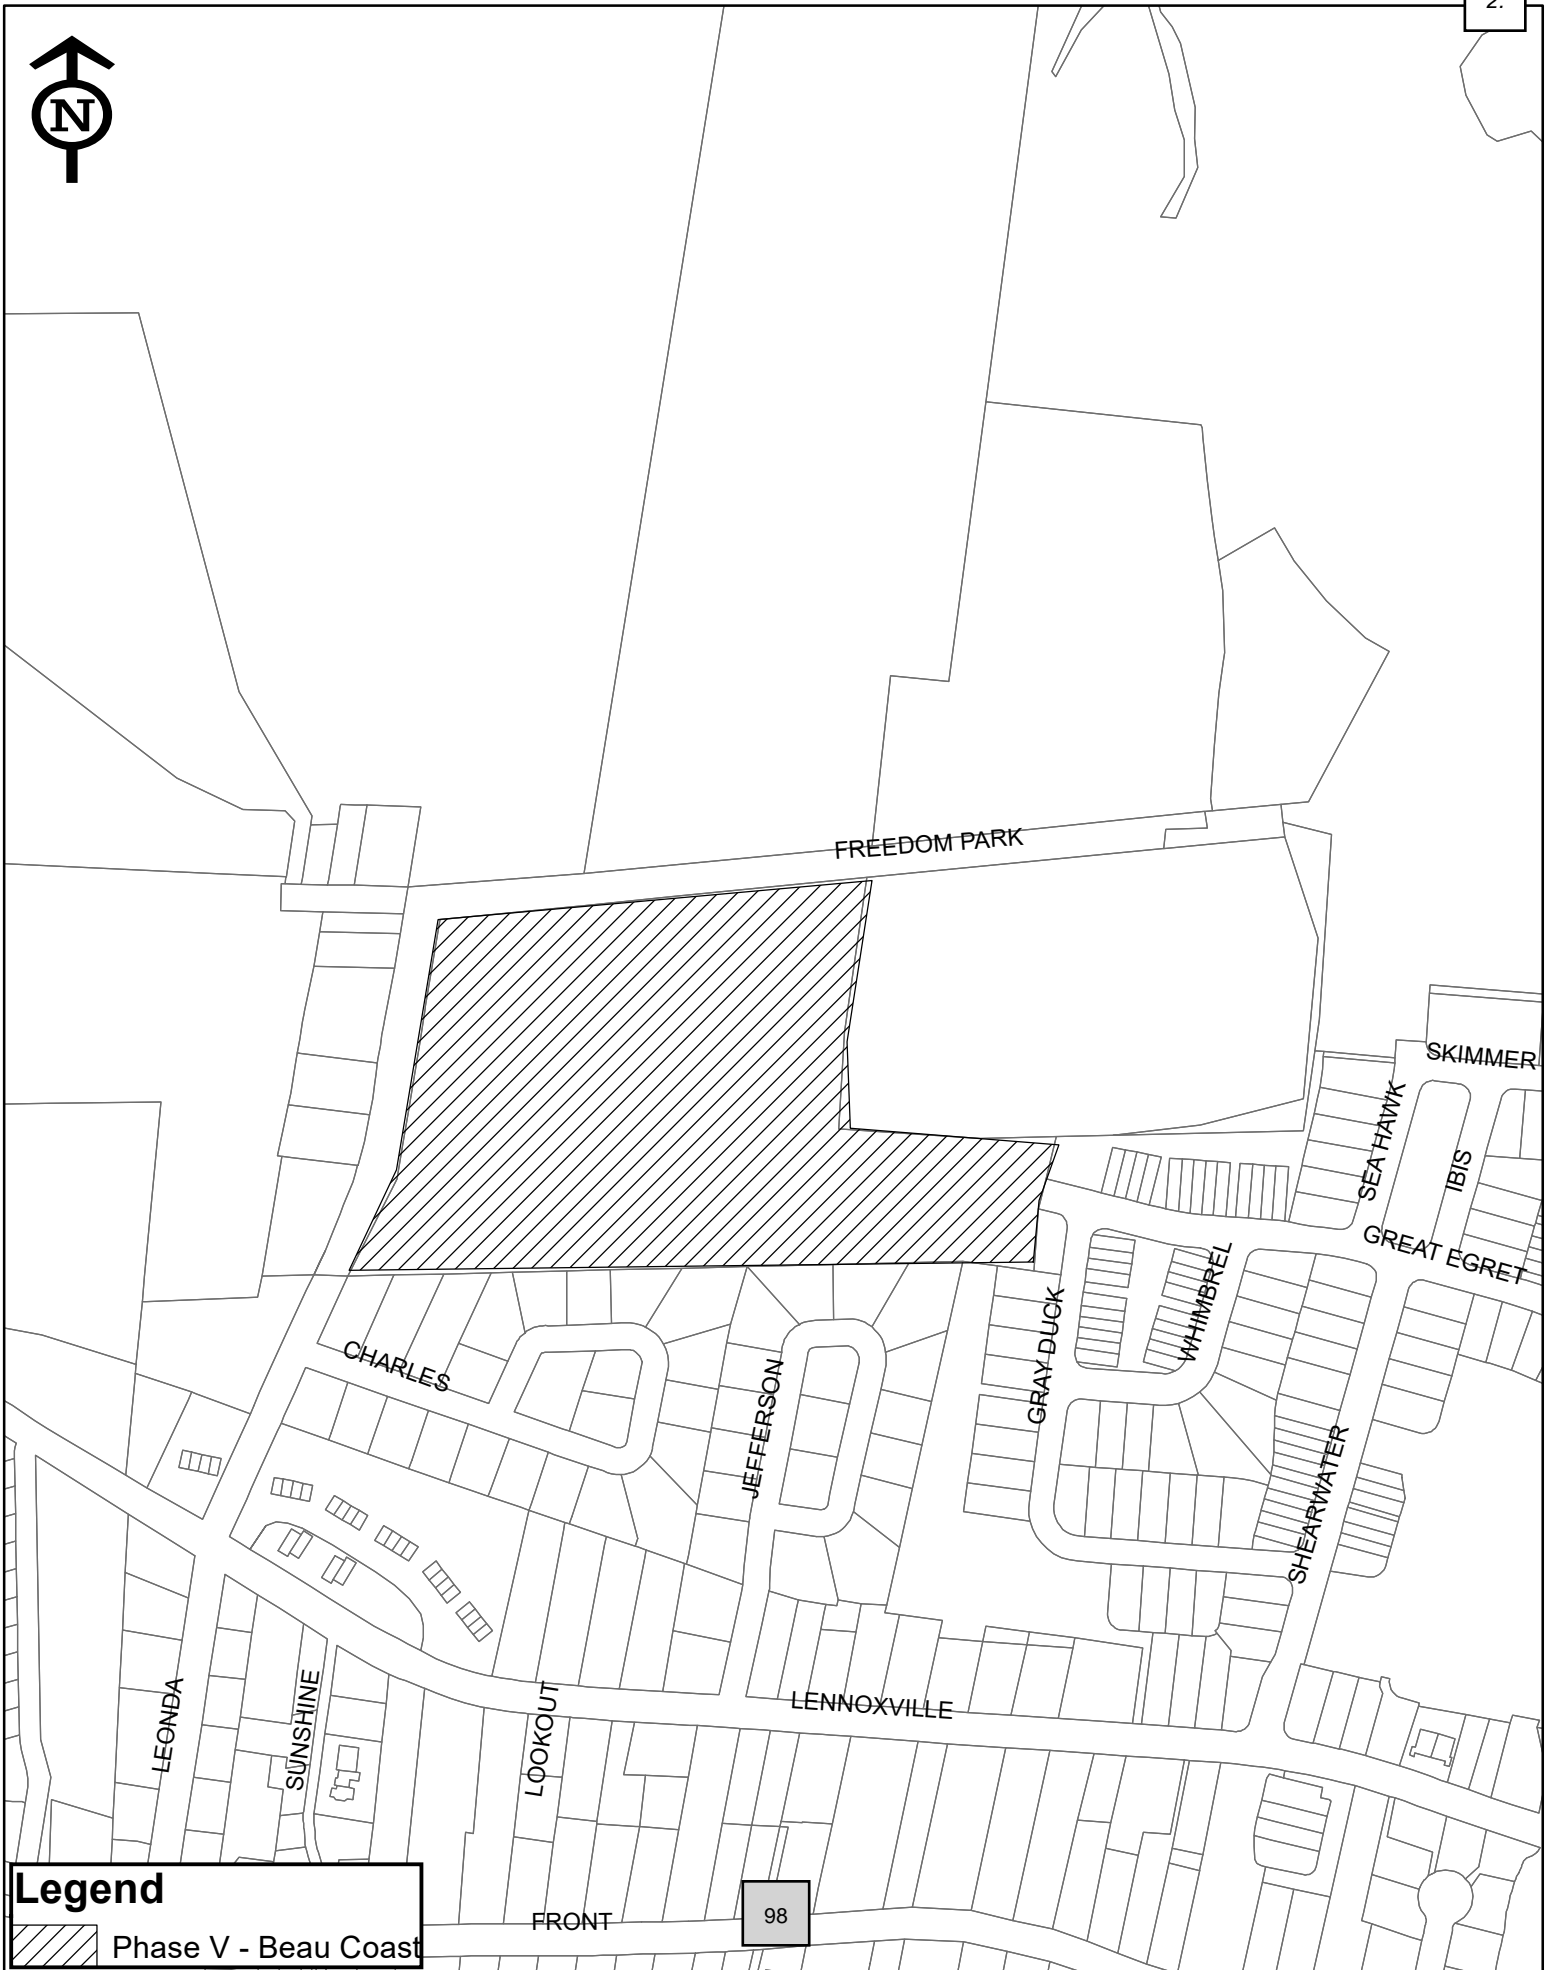 2.
N
FREEDOM PARK
SKIMMER
SEA HAWK
IBIS
GREAT EGRET
WHIMBREL
GRAY DUCK
CHARLES
JEFFERSON
SHEARWATER
LENNOXVILLE
LEONDA
SUNSHINE
LOOKOUT
FRONT
98
Legend
Phase V - Beau Coast